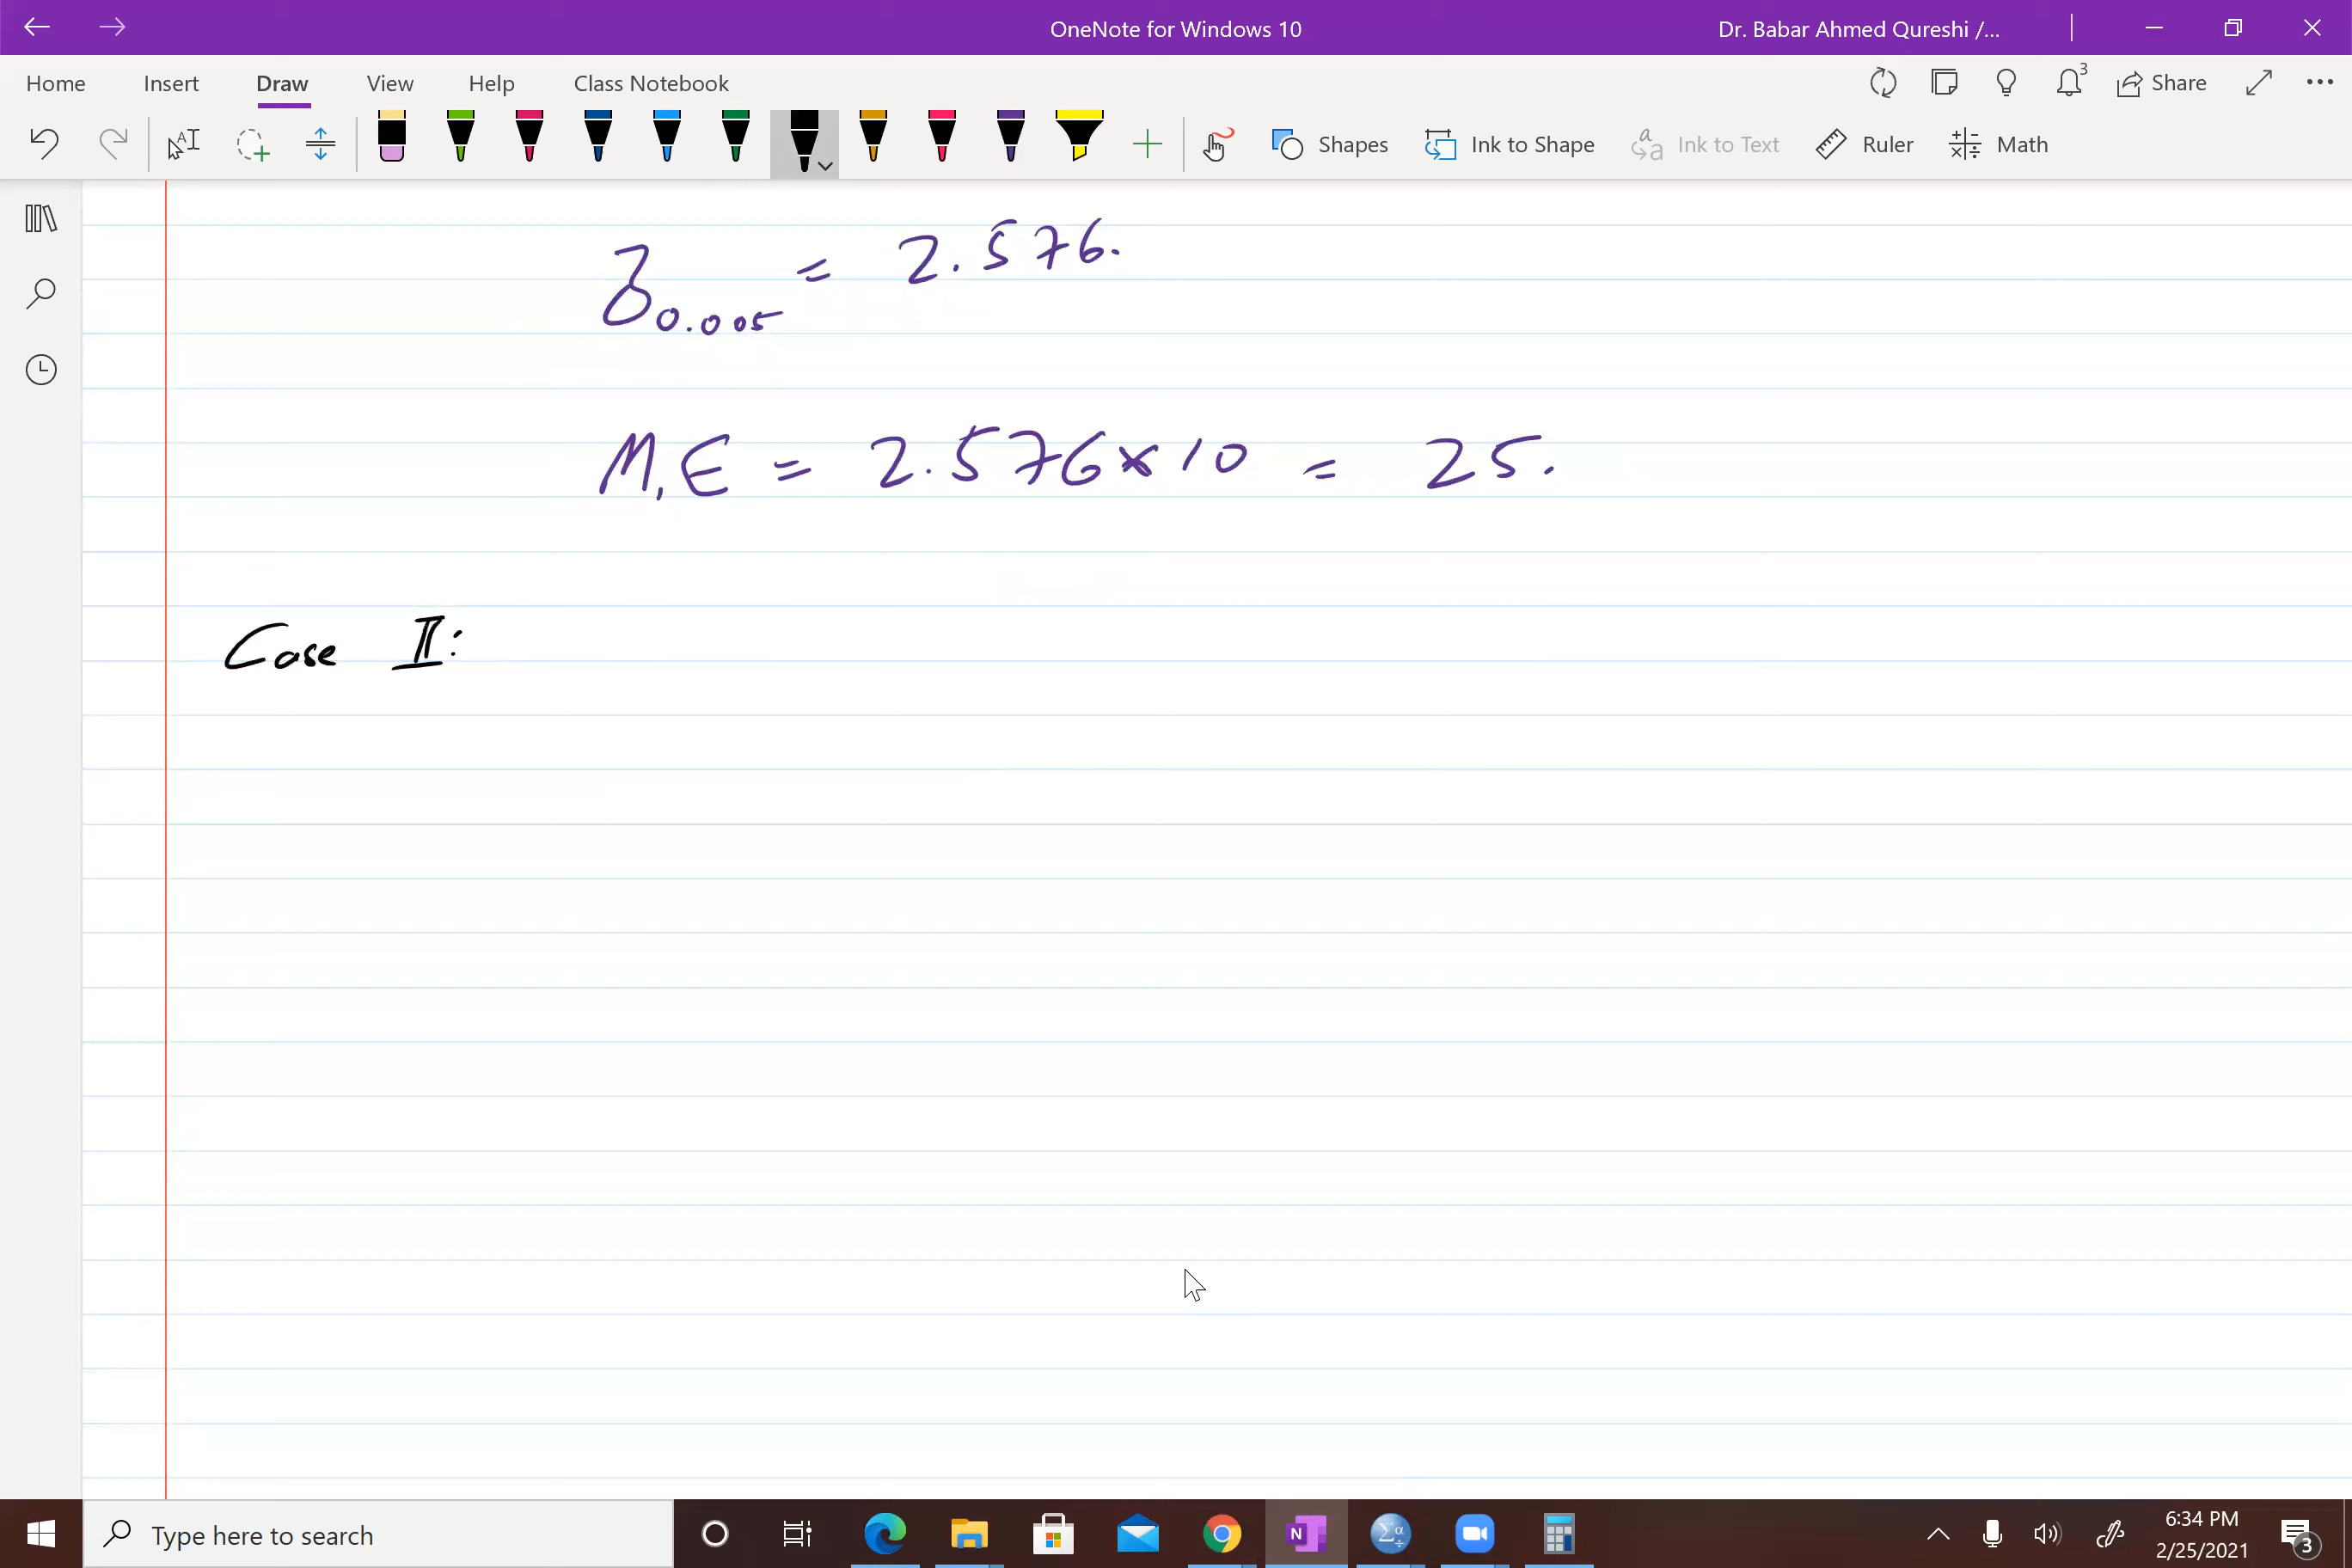 OneNote for Windows 10 Dr. Babar Ahmed Qureshi /...
Home Insert Draw View Help Class Notebook 3 Share
Shapes Ink to Shape Ink to Text Ruler Math
z0.005 = 2.576.
M.E = 2.576 × 10 = 25.
Case II:
Type here to search 6:34 PM
2/25/2021 3